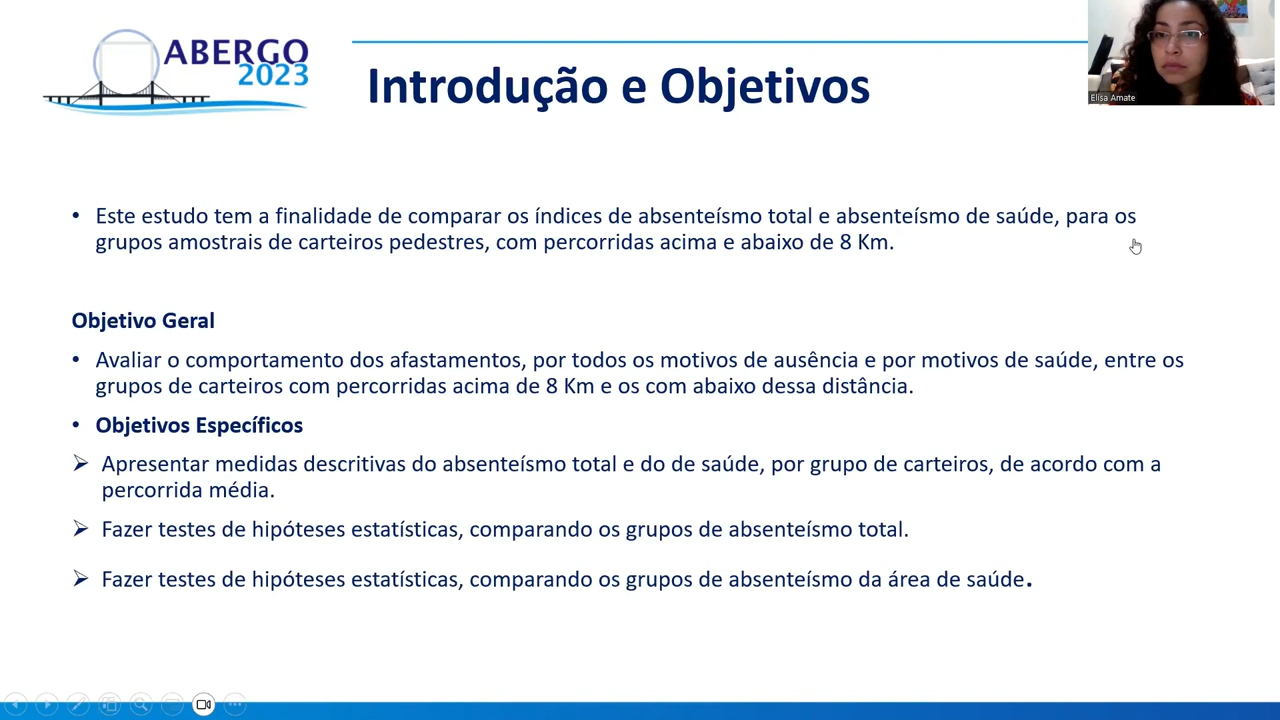 ABERGO
2023
Introdução e Objetivos
Elisa Amate
• Este estudo tem a finalidade de comparar os índices de absenteísmo total e absenteísmo de saúde, para os
grupos amostrais de carteiros pedestres, com percorridas acima e abaixo de 8 Km.
Objetivo Geral
• Avaliar o comportamento dos afastamentos, por todos os motivos de ausência e por motivos de saúde, entre os
grupos de carteiros com percorridas acima de 8 Km e os com abaixo dessa distância.
• Objetivos Específicos
➢ Apresentar medidas descritivas do absenteísmo total e do de saúde, por grupo de carteiros, de acordo com a
percorrida média.
➢ Fazer testes de hipóteses estatísticas, comparando os grupos de absenteísmo total.
➢ Fazer testes de hipóteses estatísticas, comparando os grupos de absenteísmo da área de saúde.